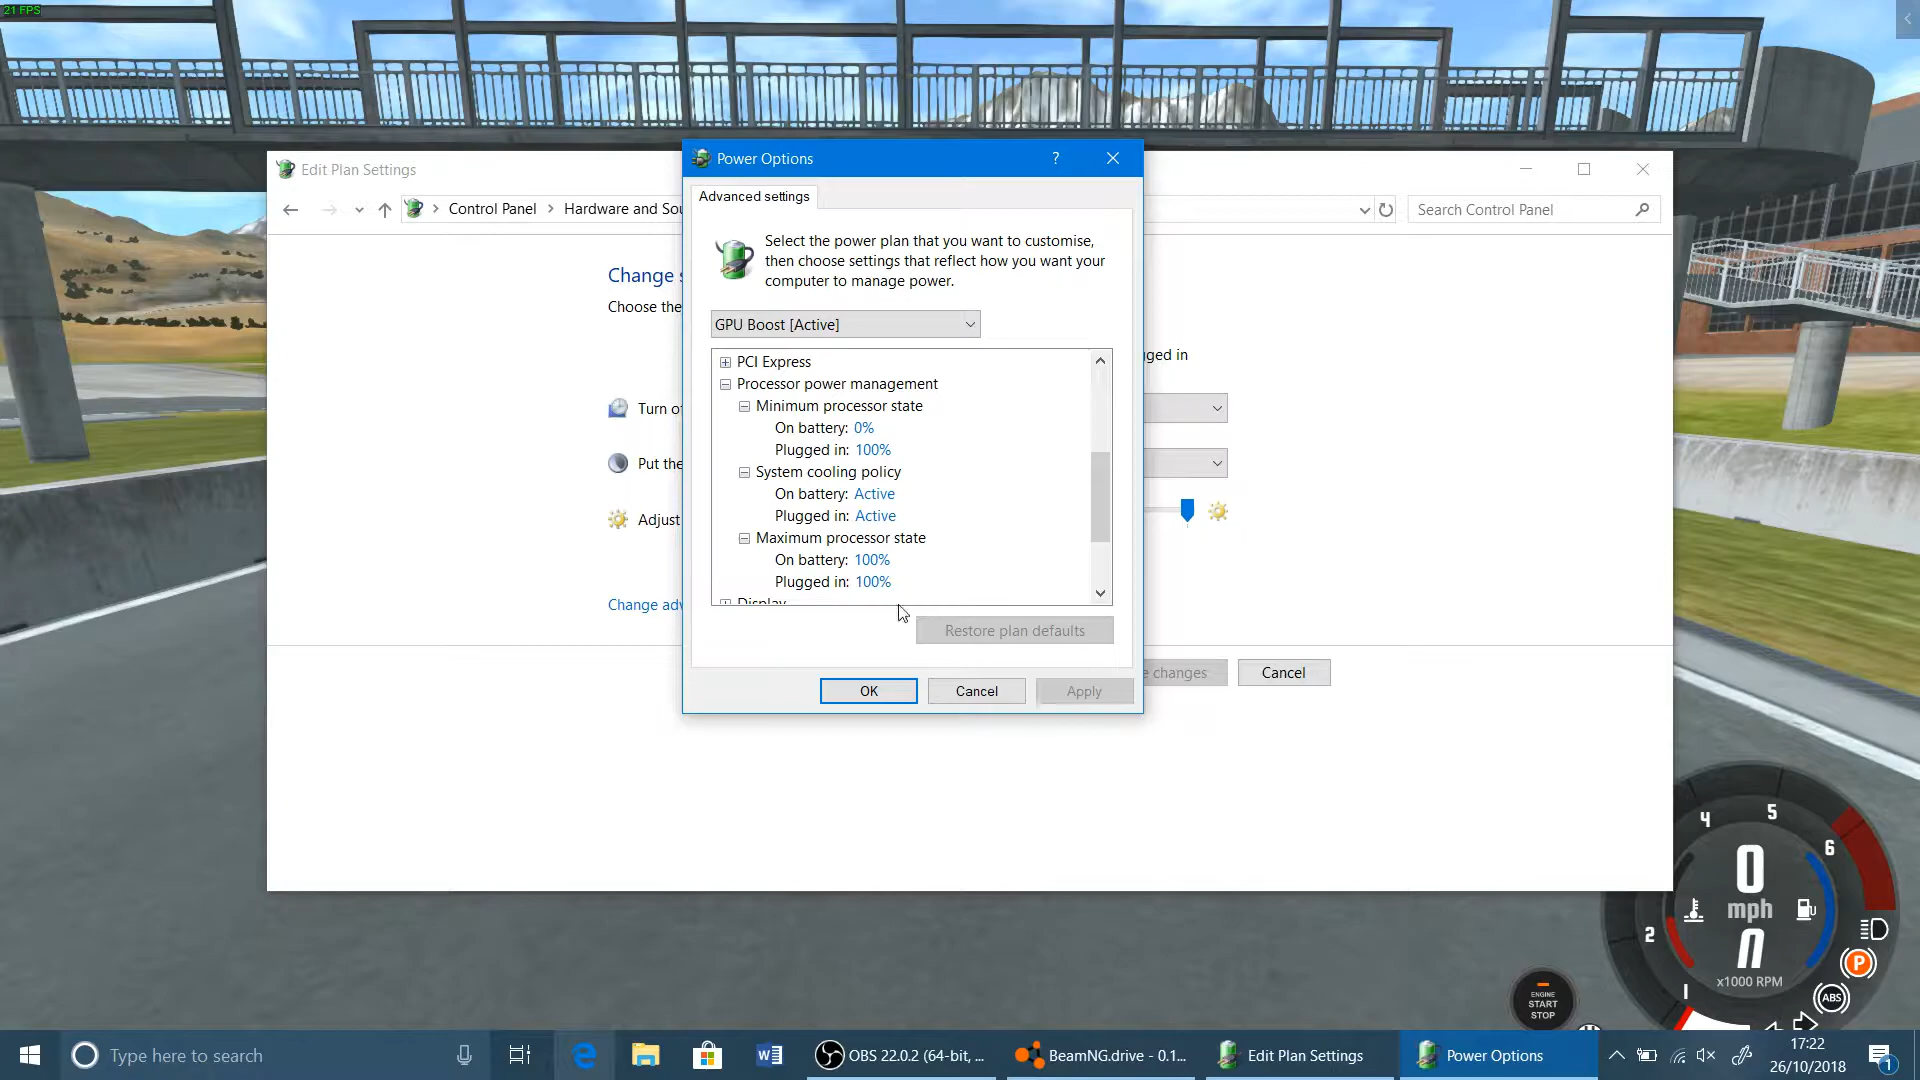 21 FPS
Edit Plan Settings
Control Panel > Hardware and Sou
Search Control Panel
Change s
Choose the
gged in
Turn of
Put the
Adjust
Change adv
e changes
Cancel
Power Options
?
Advanced settings
Select the power plan that you want to customise,
then choose settings that reflect how you want your
computer to manage power.
GPU Boost [Active]
PCI Express
Processor power management
Minimum processor state
On battery: 0%
Plugged in: 100%
System cooling policy
On battery: Active
Plugged in: Active
Maximum processor state
On battery: 100%
Plugged in: 100%
Display
Restore plan defaults
OK
Cancel
Apply
1
2
4
5
6
0
mph
n
x1000 RPM
P
ABS
ENGINE
START
STOP
Type here to search
OBS 22.0.2 (64-bit, ...
BeamNG.drive - 0.1...
Edit Plan Settings
Power Options
17:22
26/10/2018
1